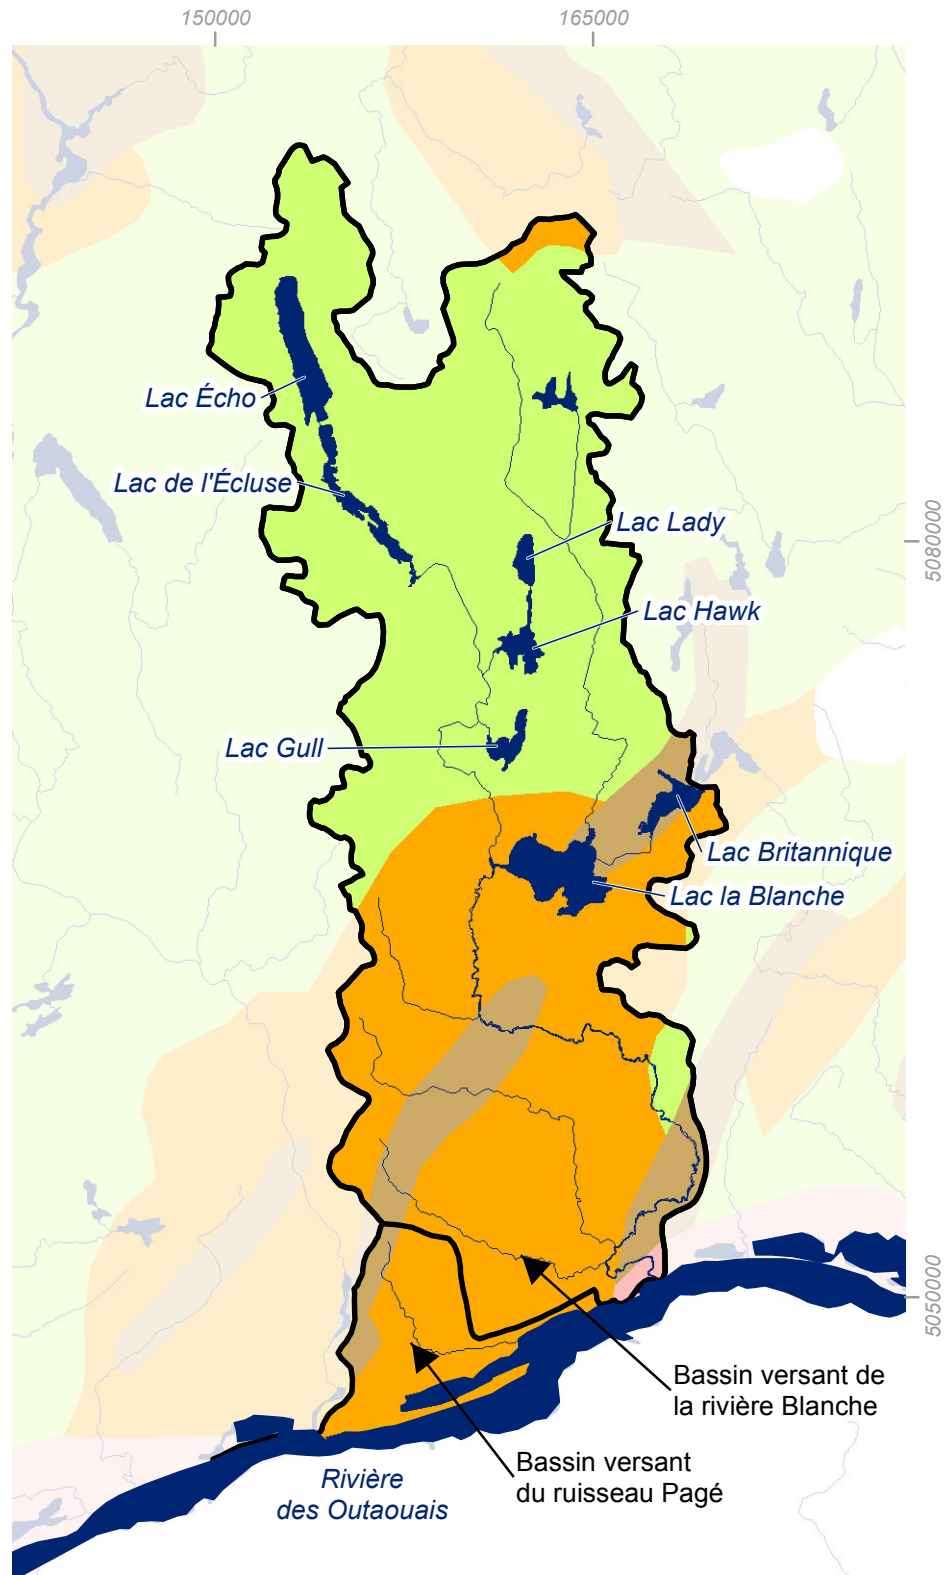 150000
165000
Lac Écho
Lac de l'Écluse
Lac Lady
5080000
Lac Hawk
Lac Gull
Lac Britannique
Lac la Blanche
5050000
Bassin versant de
la rivière Blanche
Bassin versant
du ruisseau Pagé
Rivière
des Outaouais